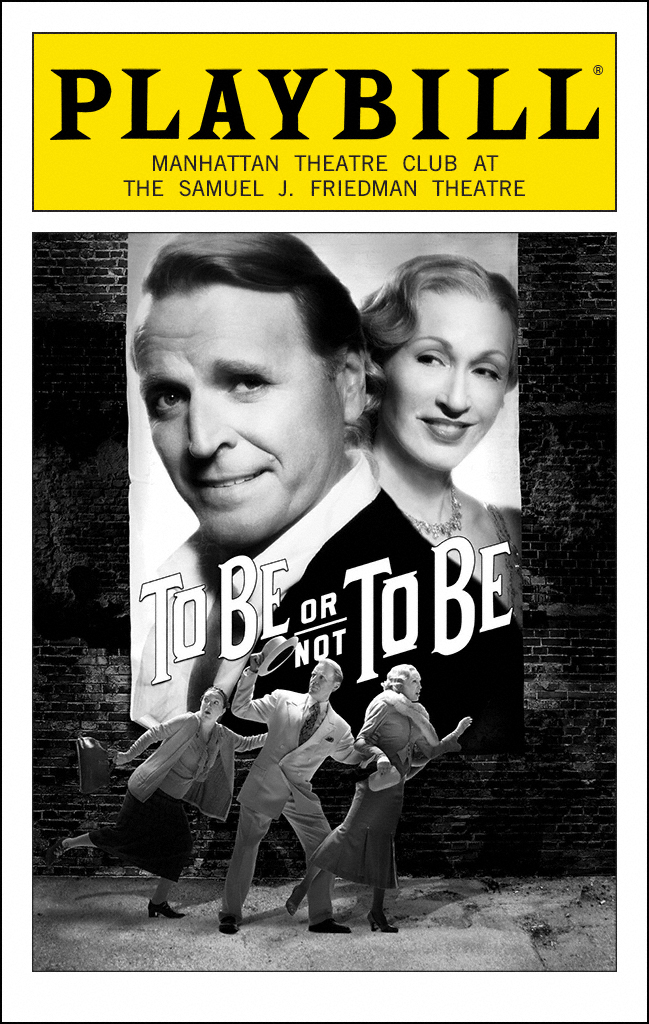 PLAYBILL®
MANHATTAN THEATRE CLUB AT
THE SAMUEL J. FRIEDMAN THEATRE
TO BE OR NOT TO BE